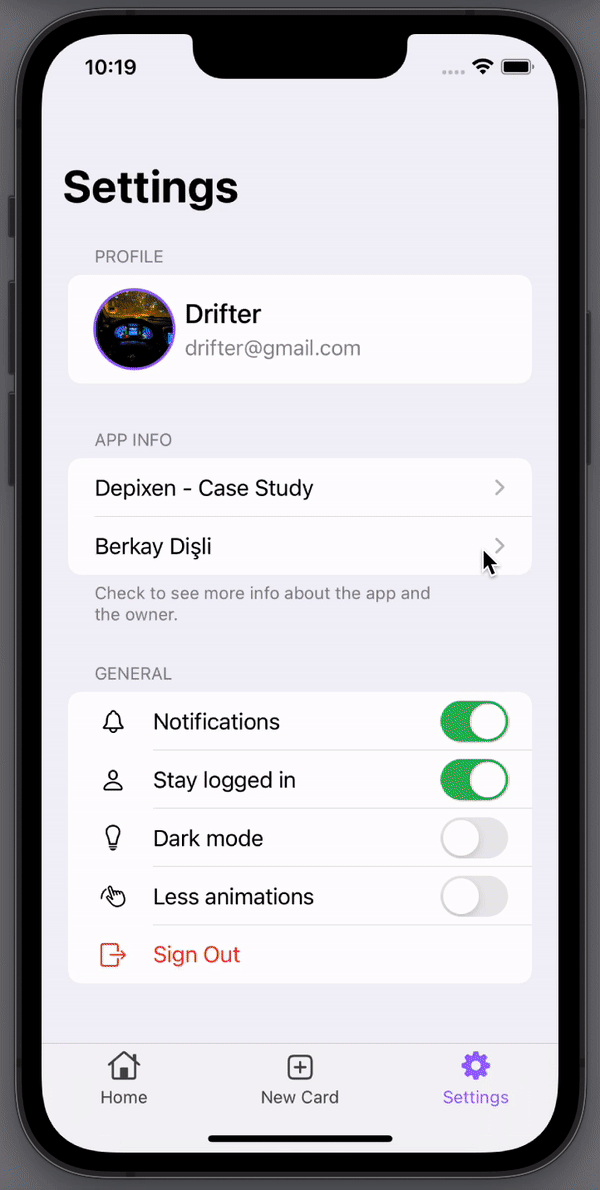 10:19
Settings
PROFILE
Drifter
drifter@gmail.com
APP INFO
Depixen - Case Study
Berkay Dişli
Check to see more info about the app and
the owner.
GENERAL
Notifications
Stay logged in
Dark mode
Less animations
Sign Out
Home
New Card
Settings